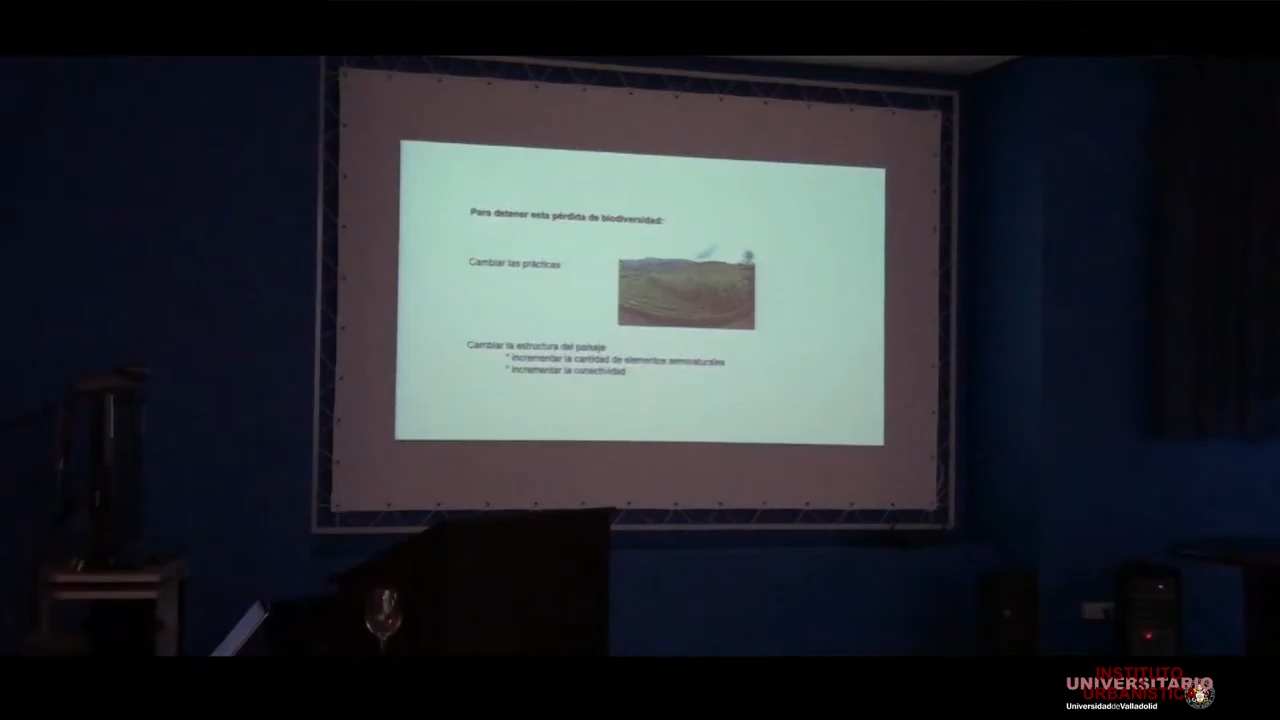 Para detener esta pérdida de biodiversidad:
Cambiar las prácticas
Cambiar la estructura del paisaje
* incrementar la cantidad de elementos seminaturales
* incrementar la conectividad
INSTITUTO
UNIVERSITARIO
URBANÍSTICA
UniversidaddeValladolid